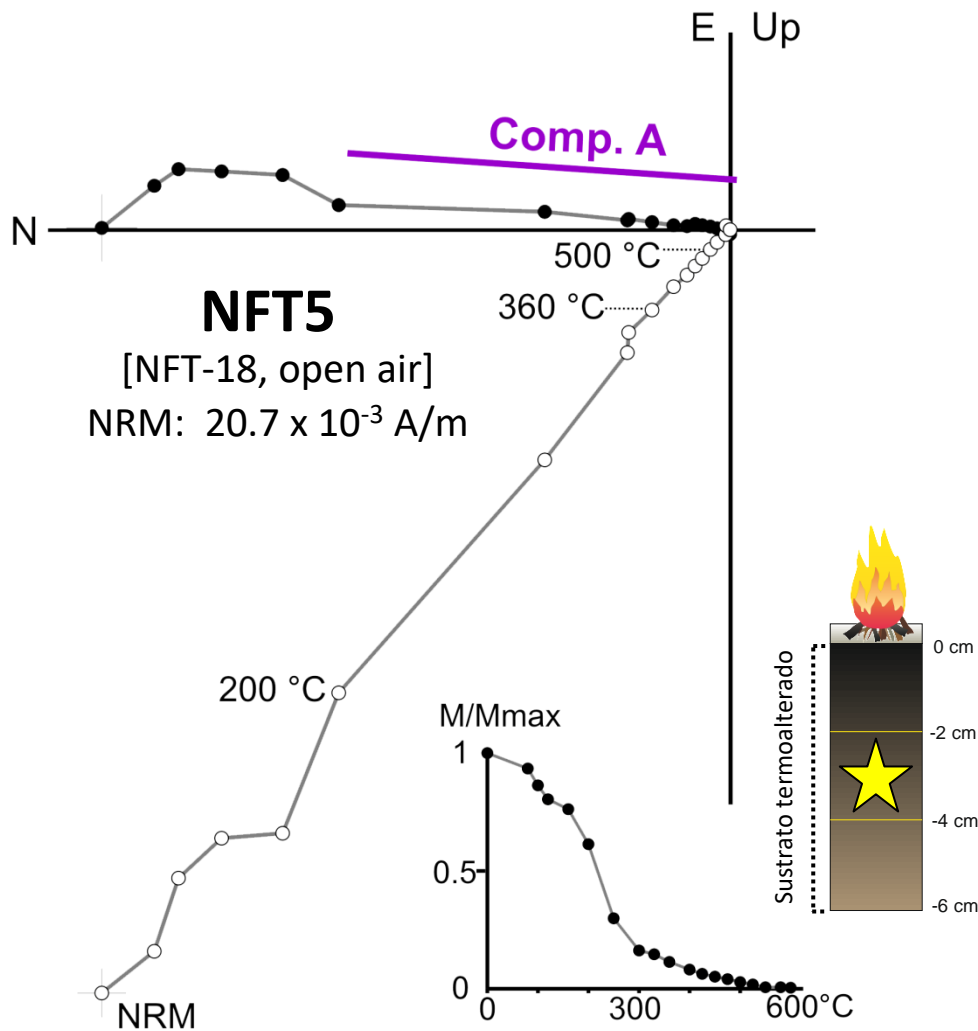 E Up
Comp. A
N
500 °C
NFT5
360 °C
[NFT-18, open air]
NRM: 20.7 x 10⁻³ A/m
200 °C
NRM
M/Mmax
1
0.5
0
0 300 600°C
Sustrato termoalterado
0 cm
-2 cm
-4 cm
-6 cm